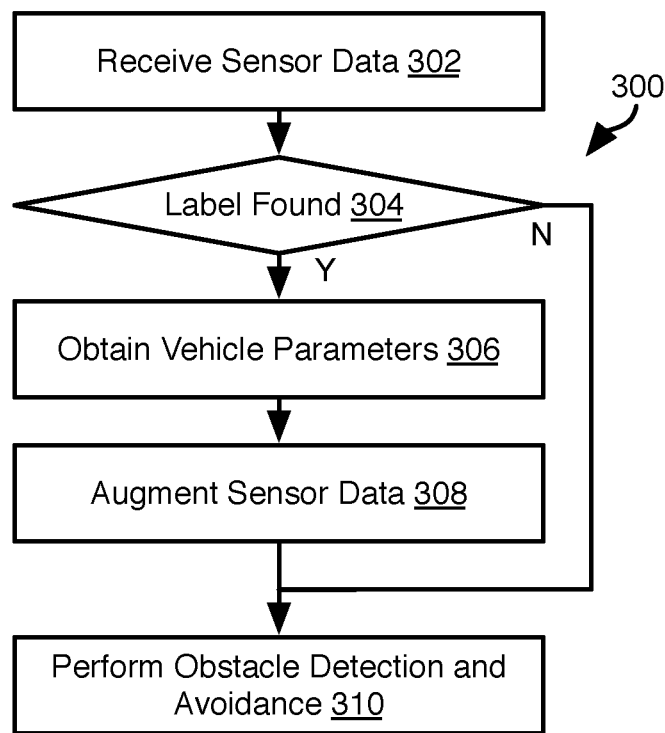 Receive Sensor Data 302
300
Label Found 304
N
Y
Obtain Vehicle Parameters 306
Augment Sensor Data 308
Perform Obstacle Detection and
Avoidance 310